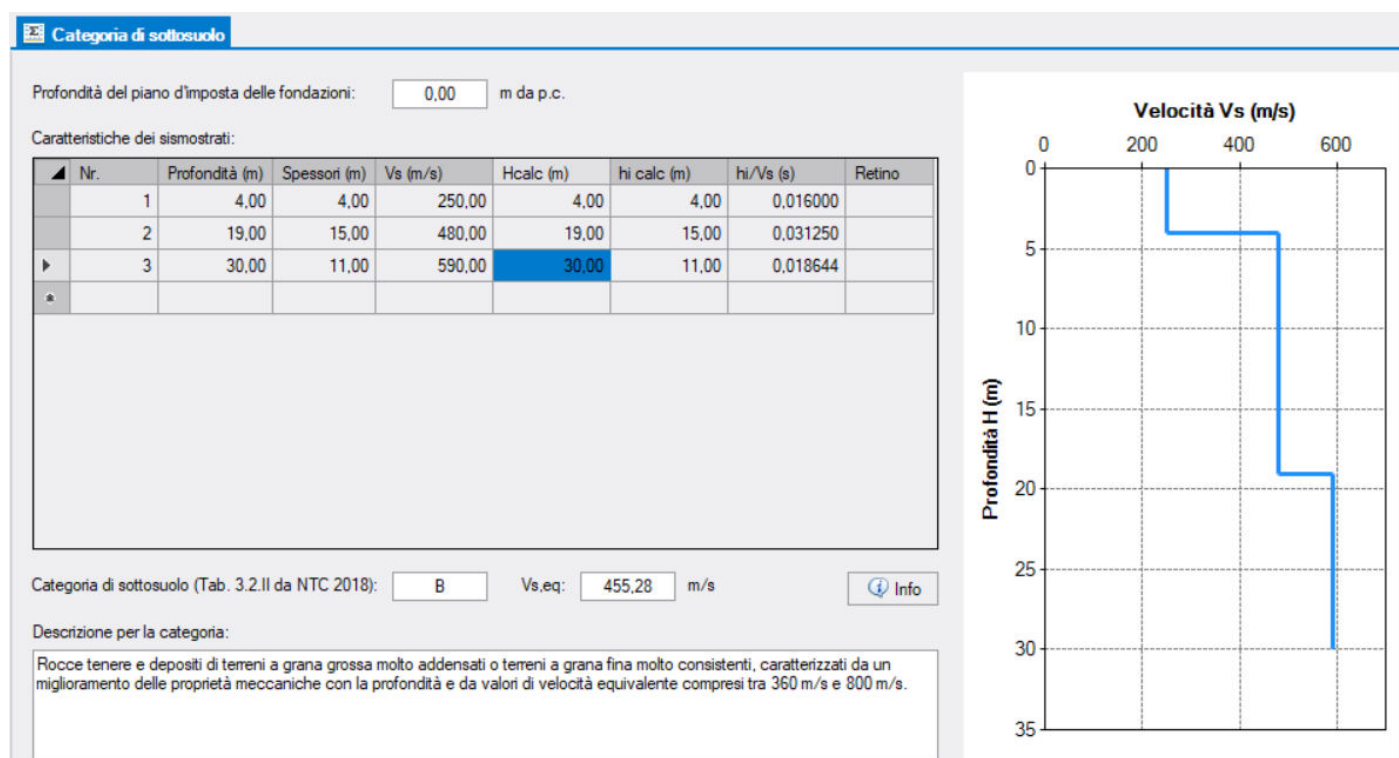 Categoria di sottosuolo
Profondità del piano d'imposta delle fondazioni: 0,00 m da p.c.
Caratteristiche dei sismostrati:
Nr. Profondità (m) Spessori (m) Vs (m/s) Hcalc (m) hi calc (m) hi/Vs (s) Retino
1 4,00 4,00 250,00 4,00 4,00 0,016000
2 19,00 15,00 480,00 19,00 15,00 0,031250
3 30,00 11,00 590,00 30,00 11,00 0,018644
Categoria di sottosuolo (Tab. 3.2.II da NTC 2018): B Vs,eq: 455,28 m/s Info
Descrizione per la categoria:
Rocce tenere e depositi di terreni a grana grossa molto addensati o terreni a grana fina molto consistenti, caratterizzati da un
miglioramento delle proprietà meccaniche con la profondità e da valori di velocità equivalente compresi tra 360 m/s e 800 m/s.
Velocità Vs (m/s)
0 200 400 600
0
5
10
15
20
25
30
35
Profondità H (m)